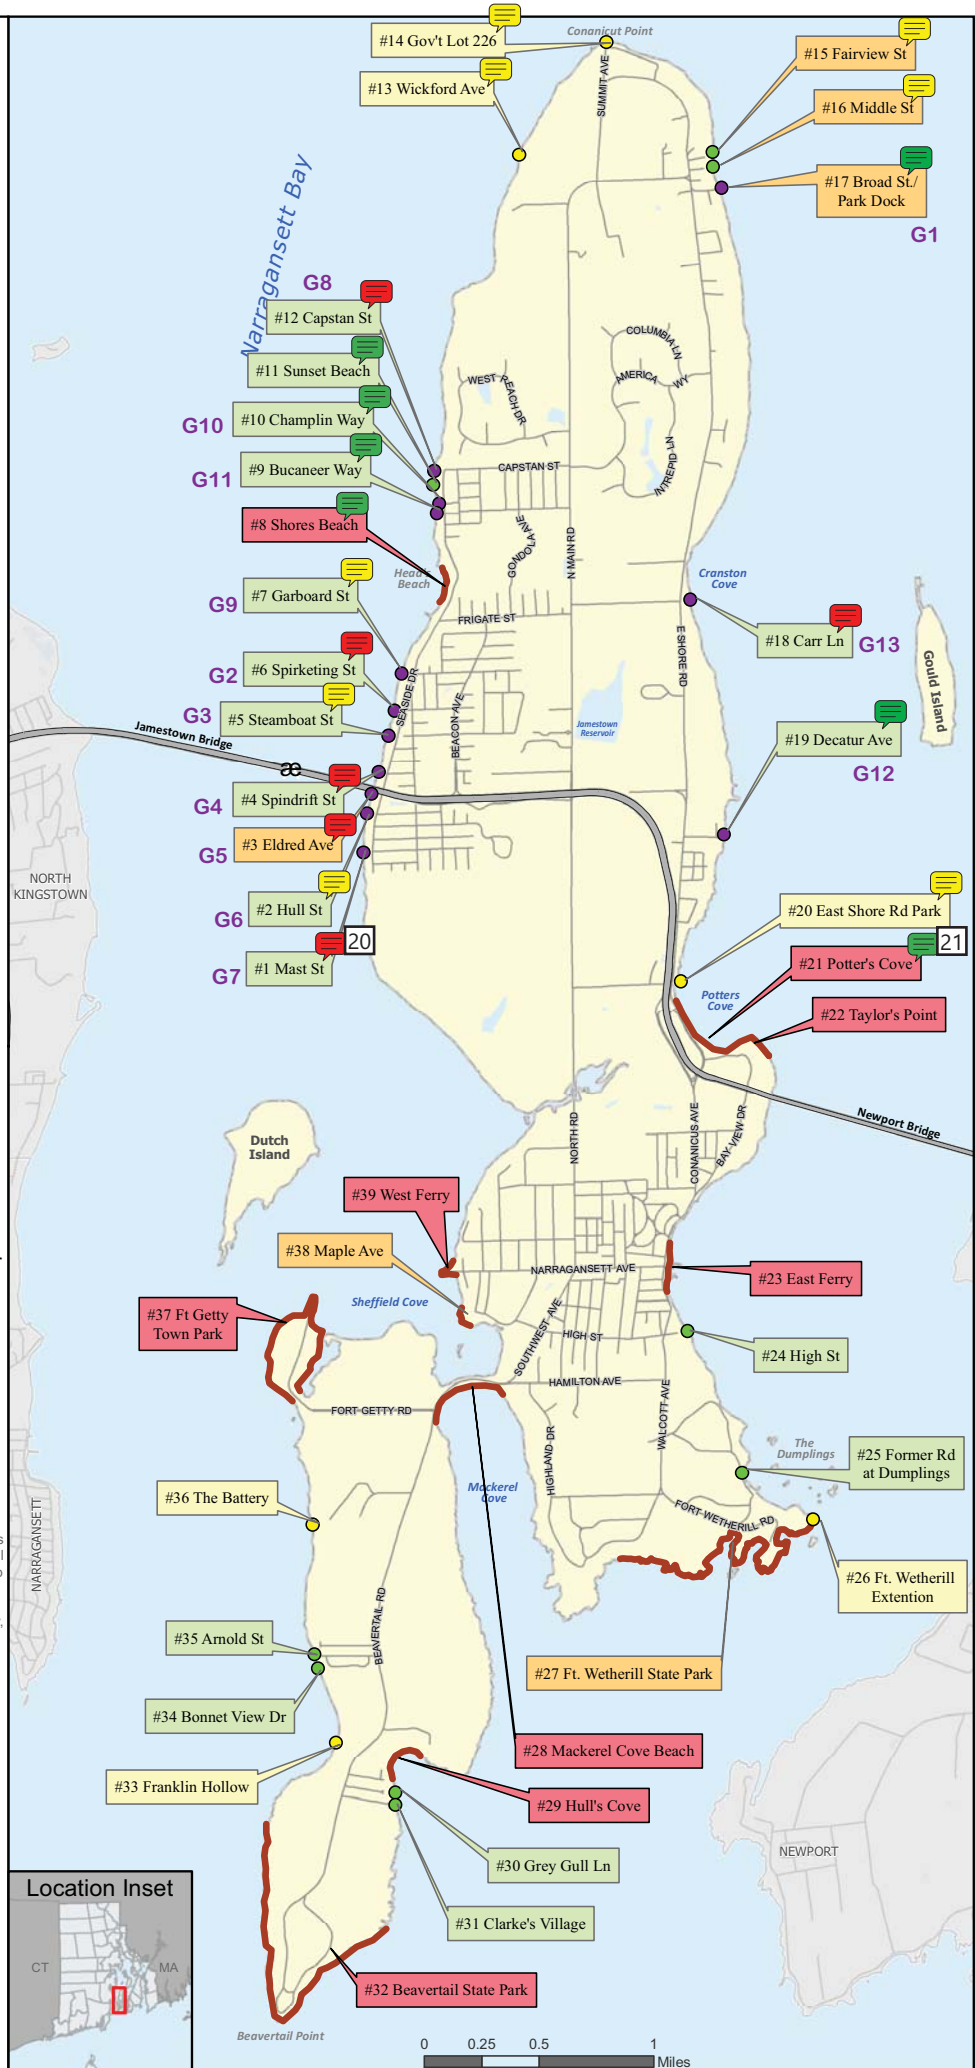 Conanicut Point
#14 Gov't Lot 226
#15 Fairview St
#13 Wickford Ave
SUMMIT AVE
#16 Middle St
#17 Broad St./
Park Dock
G1
Narragansett Bay
G8
#12 Capstan St
#11 Sunset Beach
COLUMBIA LN
AMERICA WY
WEST REACH DR
#10 Champlin Way
G10
INTREPID LN
#9 Bucaneer Way
G11
CAPSTAN ST
#8 Shores Beach
GONDOLA AVE
N MAIN RD
Head's
Beach
Cranston
Cove
#7 Garboard St
G9
FRIGATE ST
#18 Carr Ln
G13
E SHORE RD
Gould Island
#6 Spirketing St
G2
SEASIDE DR
BEACON AVE
#5 Steamboat St
G3
Jamestown
Reservoir
Jamestown Bridge
æ
#19 Decatur Ave
G12
#4 Spindrift St
G4
#3 Eldred Ave
G5
NORTH
KINGSTOWN
#2 Hull St
G6
#20 East Shore Rd Park
20
21
#1 Mast St
G7
#21 Potter's Cove
Potters
Cove
#22 Taylor's Point
Newport Bridge
NORTH RD
CONANICUS AVE
BAY VIEW DR
Dutch
Island
#39 West Ferry
#38 Maple Ave
NARRAGANSETT AVE
#23 East Ferry
Sheffield Cove
#37 Ft Getty
Town Park
SOUTHWEST AVE
HIGH ST
#24 High St
HAMILTON AVE
FORT GETTY RD
WALCOTT AVE
HIGHLAND DR
The
Dumplings
#25 Former Rd
at Dumplings
Mackerel
Cove
#36 The Battery
FORT WETHERILL RD
NARRAGANSETT
#26 Ft. Wetherill
Extention
BEAVERTAIL RD
#35 Arnold St
#27 Ft. Wetherill State Park
#34 Bonnet View Dr
#28 Mackerel Cove Beach
#33 Franklin Hollow
#29 Hull's Cove
NEWPORT
#30 Grey Gull Ln
Location Inset
#31 Clarke's Village
CT
MA
#32 Beavertail State Park
Beavertail Point
0 0.25 0.5 1
Miles